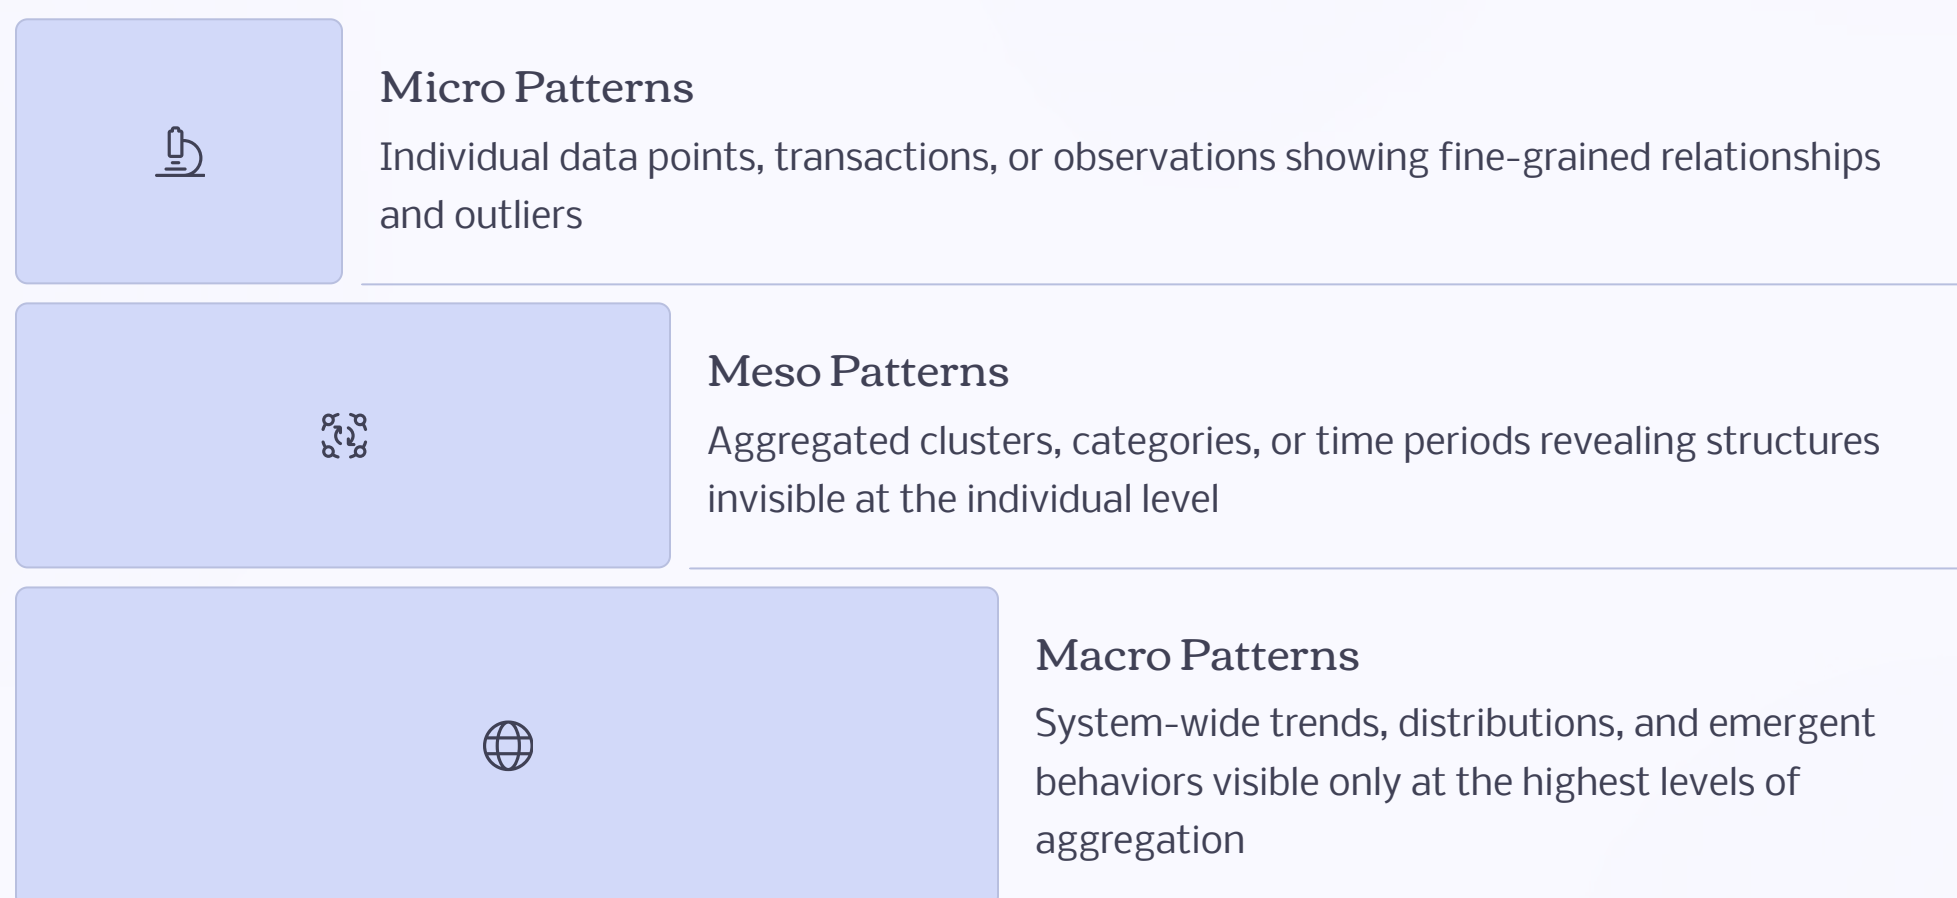 Micro Patterns
Individual data points, transactions, or observations showing fine-grained relationships
and outliers
Meso Patterns
Aggregated clusters, categories, or time periods revealing structures
invisible at the individual level
Macro Patterns
System-wide trends, distributions, and emergent
behaviors visible only at the highest levels of
aggregation